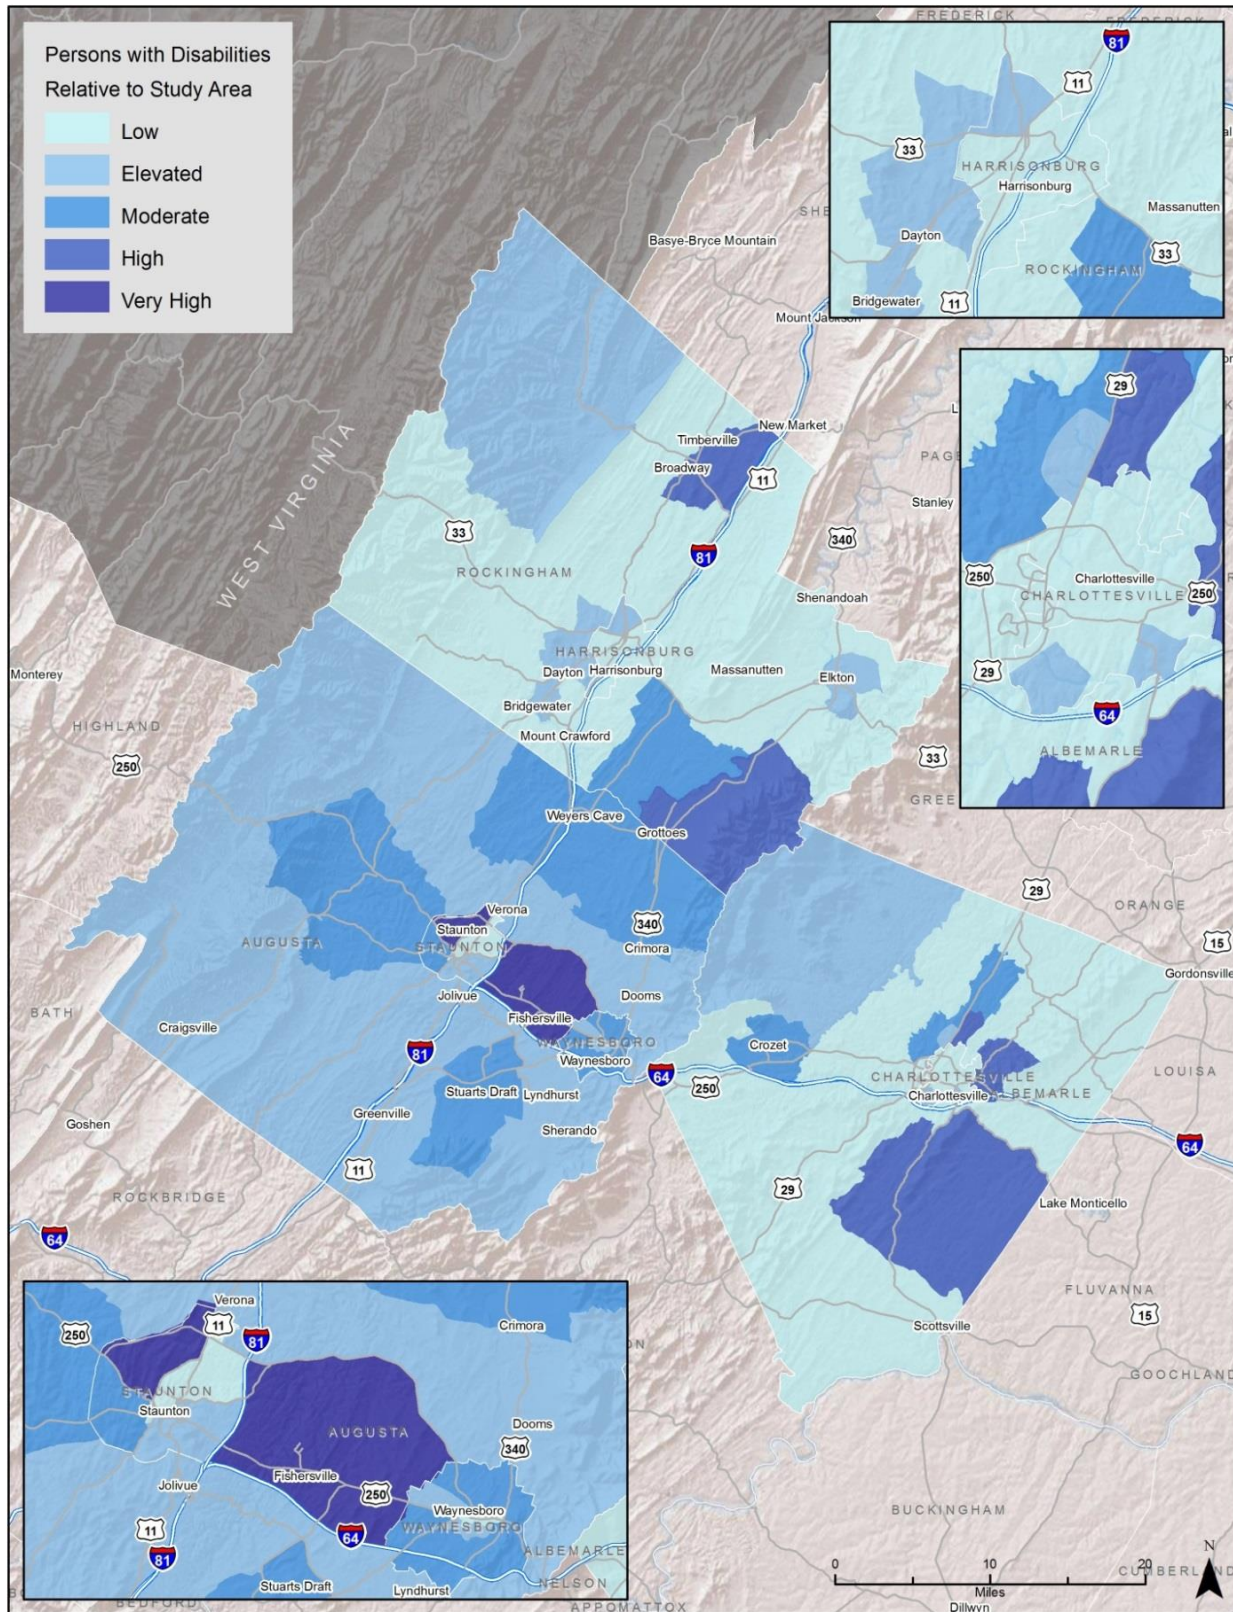 Persons with Disabilities
Relative to Study Area
Low
Elevated
Moderate
High
Very High
FREDERICK
81
11
33
HARRISONBURG
Harrisonburg
Massanutten
Dayton
33
ROCKINGHAM
Bridgewater
11
Basye-Bryce Mountain
Mount Jackson
WEST VIRGINIA
New Market
Timberville
Broadway
11
PAGE
Stanley
33
81
340
ROCKINGHAM
Shenandoah
29
250
Charlottesville
CHARLOTTESVILLE
250
29
64
ALBEMARLE
HARRISONBURG
Dayton
Harrisonburg
Massanutten
Elkton
Monterey
Bridgewater
HIGHLAND
Mount Crawford
250
33
Weyers Cave
Grottoes
29
ORANGE
Verona
Staunton
340
AUGUSTA
STAUNTON
Crimora
15
Gordonsville
Jolivue
Dooms
BATH
Fishersville
Craigsville
WAYNESBORO
Crozet
81
Waynesboro
64
250
CHARLOTTESVILLE
LOUISA
Stuarts Draft
Lyndhurst
Charlottesville
Greenville
Goshen
Sherando
64
11
29
ROCKBRIDGE
Lake Monticello
64
FLUVANNA
15
Scottsville
GOOCHLAND
Verona
250
11
81
Crimora
STAUNTON
Staunton
AUGUSTA
Dooms
340
Jolivue
Fishersville
250
Waynesboro
11
64
WAYNESBORO
81
ALBEMARLE
Stuarts Draft
Lyndhurst
NELSON
BEDFORD
APPOMATTOX
BUCKINGHAM
N
0 10 20
Miles
CUMBERLAND
Dillwyn